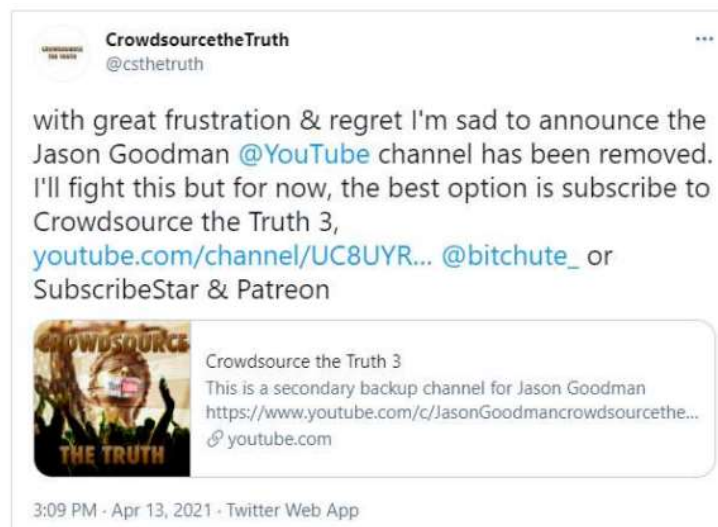 CrowdsourcetheTruth
@csthetruth
with great frustration & regret I'm sad to announce the
Jason Goodman @YouTube channel has been removed.
I'll fight this but for now, the best option is subscribe to
Crowdsource the Truth 3,
youtube.com/channel/UC8UYR... @bitchute_ or
SubscribeStar & Patreon
CROWDSOURCE
THE TRUTH
Crowdsource the Truth 3
This is a secondary backup channel for Jason Goodman
https://www.youtube.com/c/JasonGoodmancrowdsourcethe...
youtube.com
3:09 PM · Apr 13, 2021 · Twitter Web App